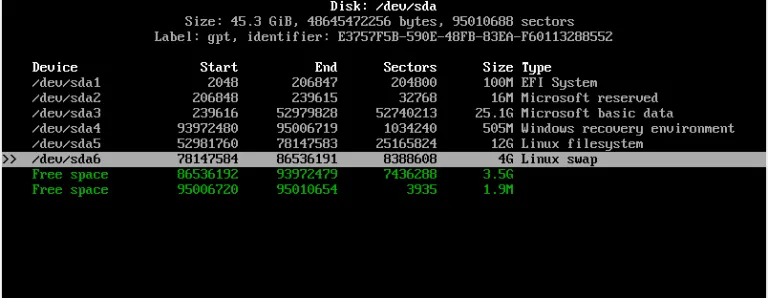 Disk: /dev/sda
Size: 45.3 GiB, 48645472256 bytes, 95010688 sectors
Label: gpt, identifier: E3757F5B-590E-48FB-83EA-F60113288552
Device Start End Sectors Size Type
/dev/sda1 2048 206847 204800 100M EFI System
/dev/sda2 206848 239615 32768 16M Microsoft reserved
/dev/sda3 239616 52979828 52740213 25.1G Microsoft basic data
/dev/sda4 93972480 95006719 1034240 505M Windows recovery environment
/dev/sda5 52981760 78147583 25165824 12G Linux filesystem
>> /dev/sda6 78147584 86536191 8388608 4G Linux swap
Free space 86536192 93972479 7436288 3.5G
Free space 95006720 95010654 3935 1.9M